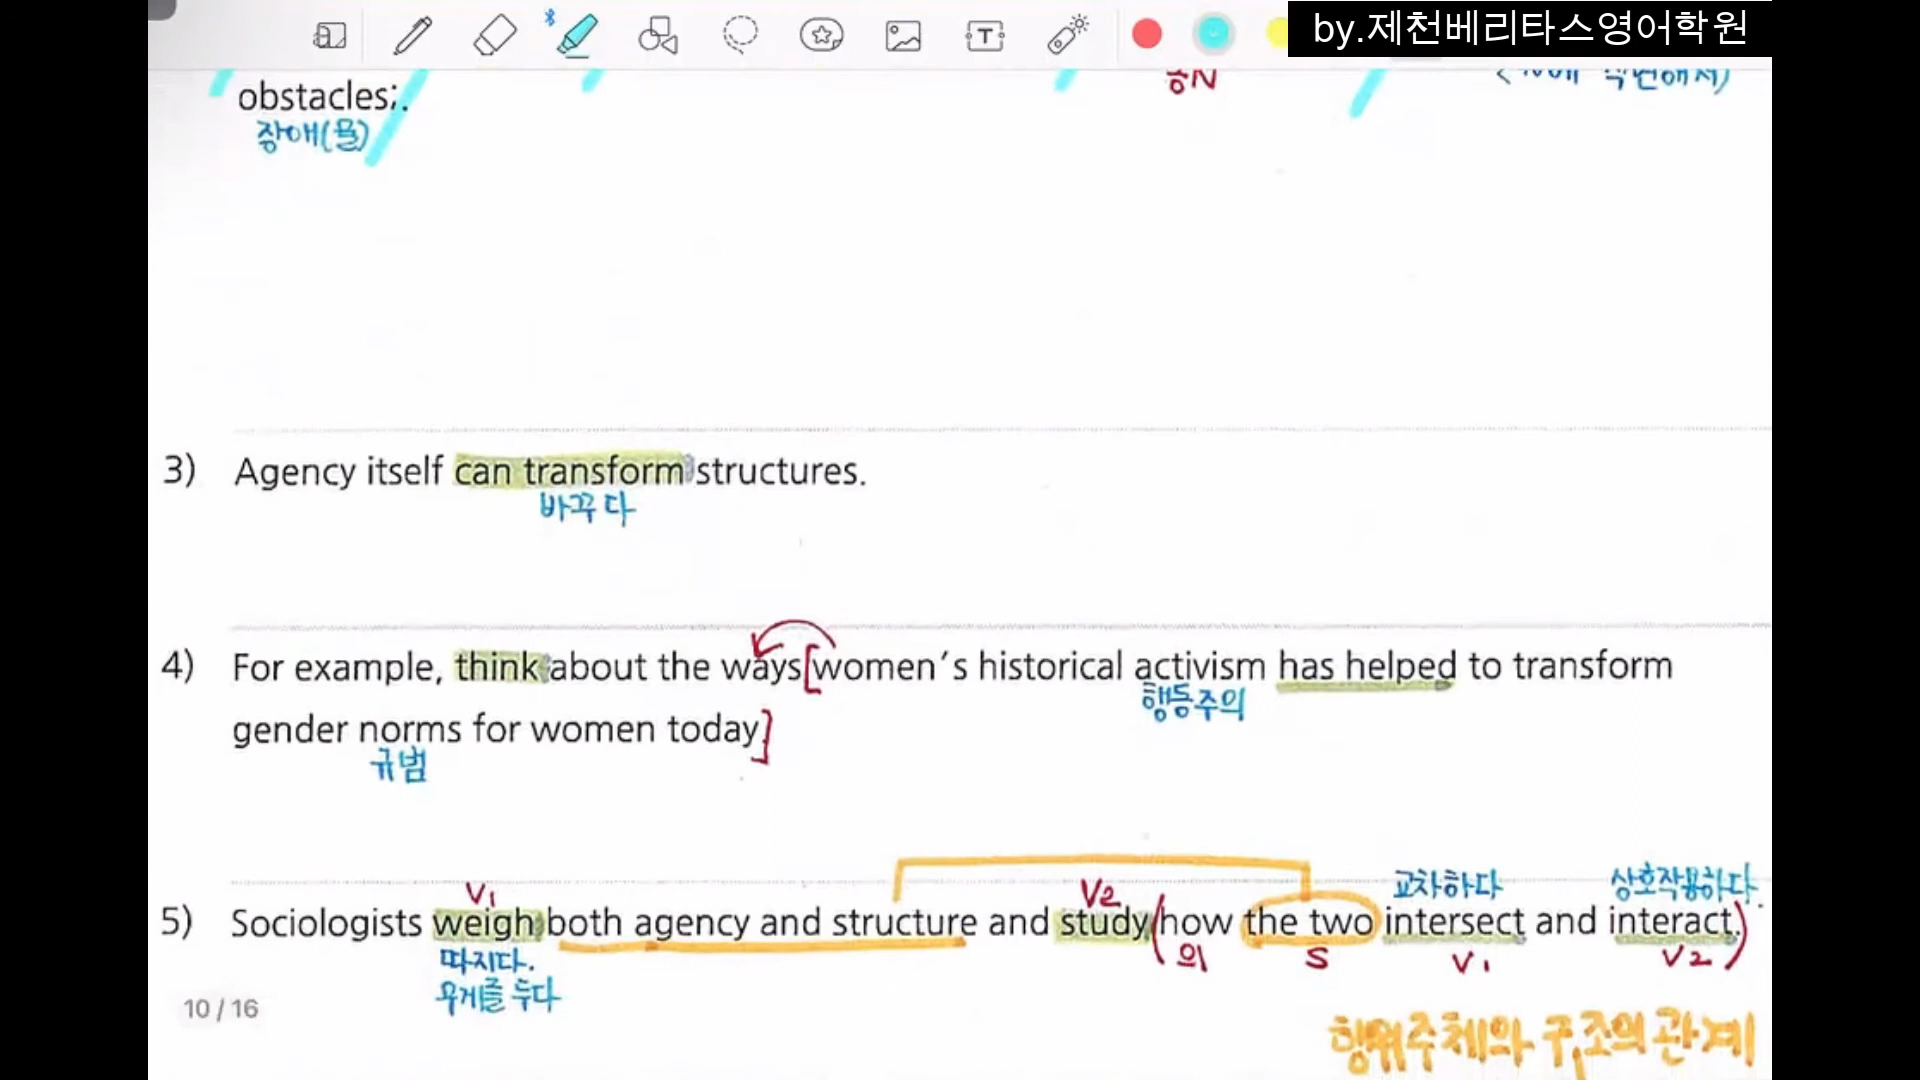 by.제천베리타스영어학원
obstacles;.
장애(물)
3) Agency itself can transform structures.
바꾸다
4) For example, think about the ways[women's historical activism has helped to transform
행동주의
gender norms for women today]
규범
V1 V2 교차하다 상호작용하다.
5) Sociologists weigh both agency and structure and study(how the two intersect and interact.)
따지다. 의 S V1 V2
무게를 두다
10 / 16
행위주체와 구조의 관계